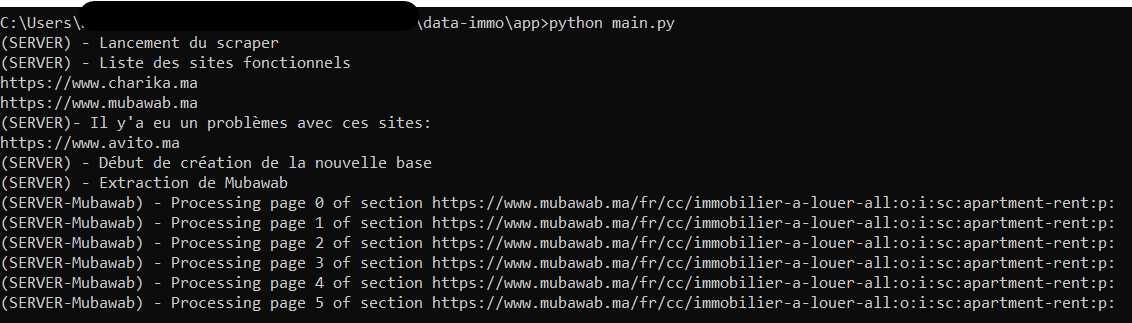 C:\Users\ \data-immo\app>python main.py
(SERVER) - Lancement du scraper
(SERVER) - Liste des sites fonctionnels
https://www.charika.ma
https://www.mubawab.ma
(SERVER)- Il y'a eu un problèmes avec ces sites:
https://www.avito.ma
(SERVER) - Début de création de la nouvelle base
(SERVER) - Extraction de Mubawab
(SERVER-Mubawab) - Processing page 0 of section https://www.mubawab.ma/fr/cc/immobilier-a-louer-all:o:i:sc:apartment-rent:p:
(SERVER-Mubawab) - Processing page 1 of section https://www.mubawab.ma/fr/cc/immobilier-a-louer-all:o:i:sc:apartment-rent:p:
(SERVER-Mubawab) - Processing page 2 of section https://www.mubawab.ma/fr/cc/immobilier-a-louer-all:o:i:sc:apartment-rent:p:
(SERVER-Mubawab) - Processing page 3 of section https://www.mubawab.ma/fr/cc/immobilier-a-louer-all:o:i:sc:apartment-rent:p:
(SERVER-Mubawab) - Processing page 4 of section https://www.mubawab.ma/fr/cc/immobilier-a-louer-all:o:i:sc:apartment-rent:p:
(SERVER-Mubawab) - Processing page 5 of section https://www.mubawab.ma/fr/cc/immobilier-a-louer-all:o:i:sc:apartment-rent:p: